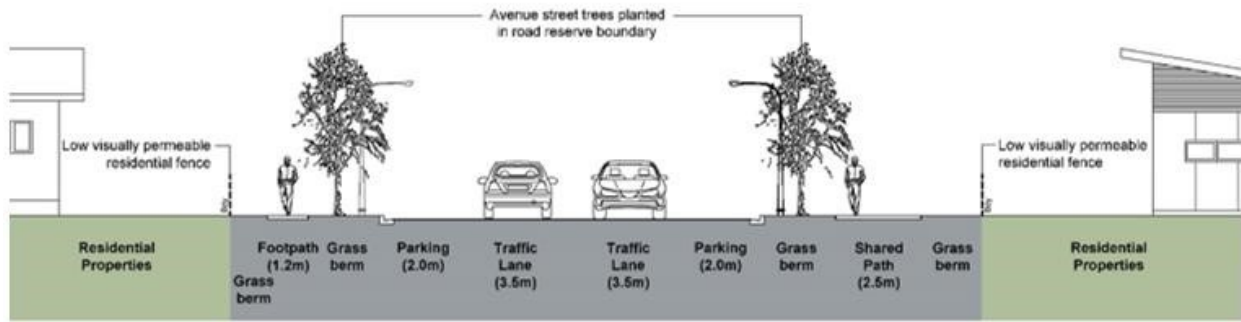 Avenue street trees planted
in road reserve boundary
Low visually permeable
residential fence
Low visually permeable
residential fence
Bdy
Bdy
Residential
Properties
Footpath
(1.2m)
Grass
berm
Grass
berm
Parking
(2.0m)
Traffic
Lane
(3.5m)
Traffic
Lane
(3.5m)
Parking
(2.0m)
Grass
berm
Shared
Path
(2.5m)
Grass
berm
Residential
Properties